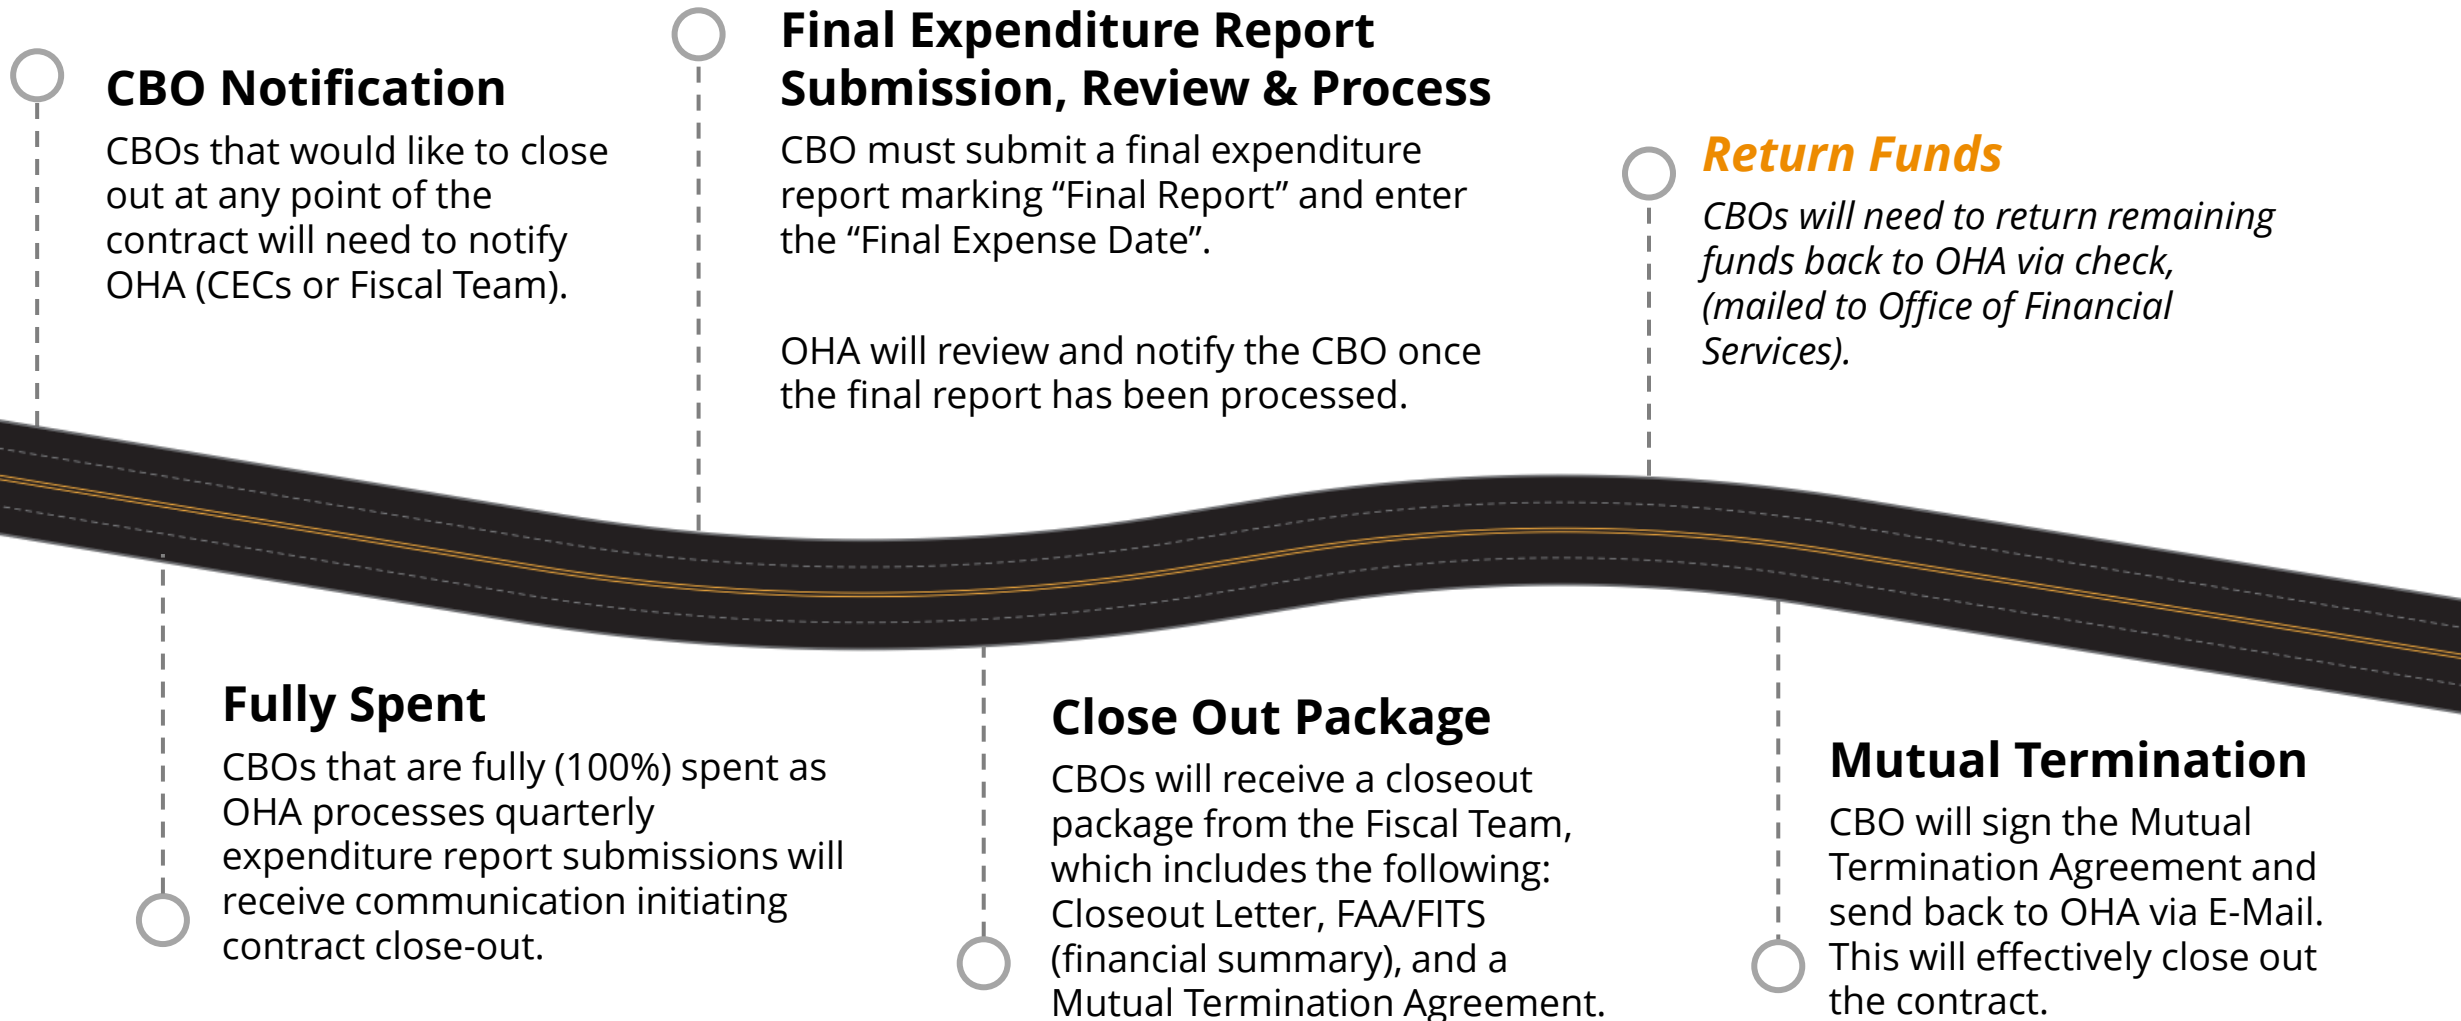 CBO Notification
CBOs that would like to close
out at any point of the
contract will need to notify
OHA (CECs or Fiscal Team).
Fully Spent
CBOs that are fully (100%) spent as
OHA processes quarterly
expenditure report submissions will
receive communication initiating
contract close-out.
Final Expenditure Report
Submission, Review & Process
CBO must submit a final expenditure
report marking “Final Report” and enter
the “Final Expense Date”.
OHA will review and notify the CBO once
the final report has been processed.
Close Out Package
CBOs will receive a closeout
package from the Fiscal Team,
which includes the following:
Closeout Letter, FAA/FITS
(financial summary), and a
Mutual Termination Agreement.
Return Funds
CBOs will need to return remaining
funds back to OHA via check,
(mailed to Office of Financial
Services).
Mutual Termination
CBO will sign the Mutual
Termination Agreement and
send back to OHA via E-Mail.
This will effectively close out
the contract.